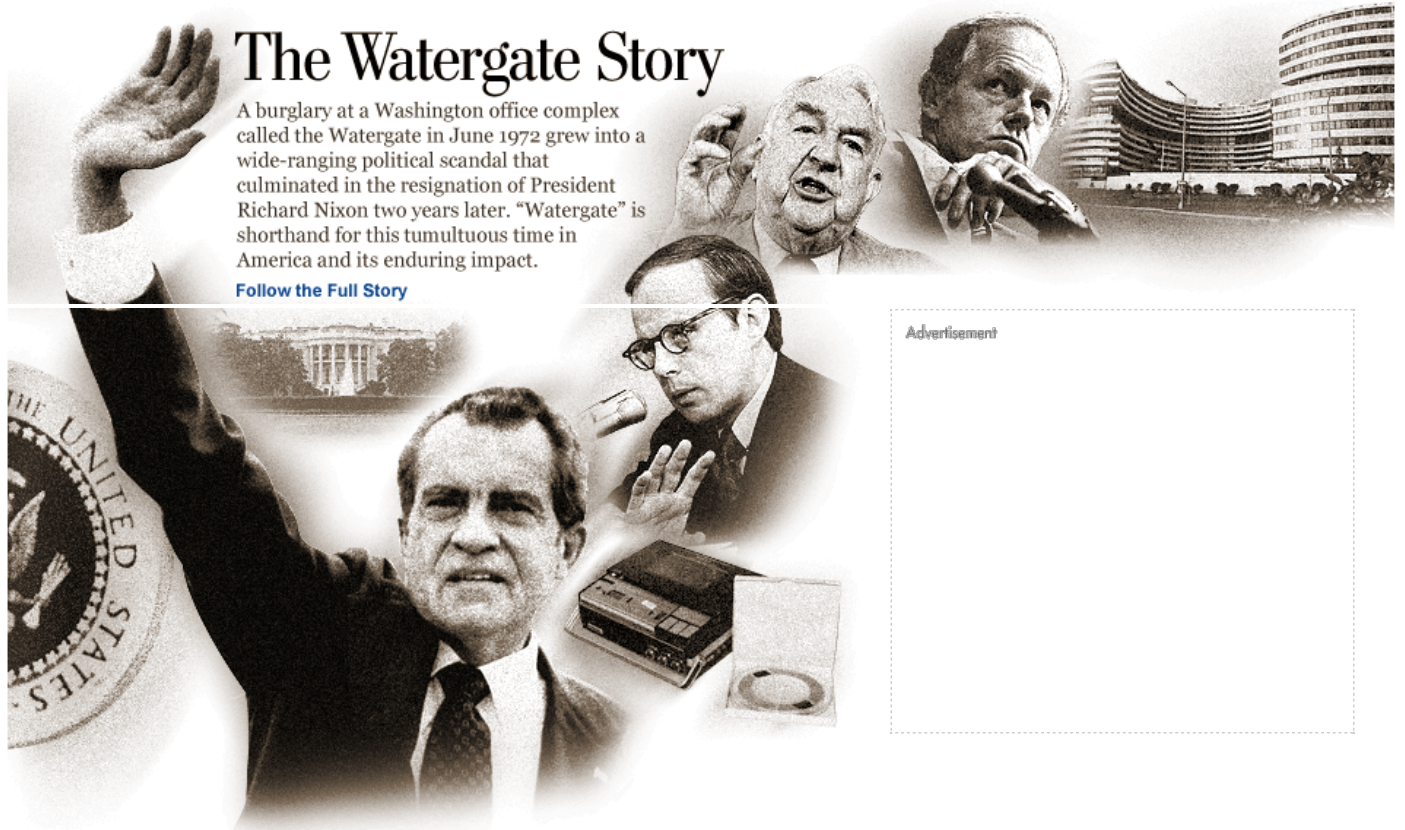 The Watergate Story
A burglary at a Washington office complex
called the Watergate in June 1972 grew into a
wide-ranging political scandal that
culminated in the resignation of President
Richard Nixon two years later. “Watergate” is
shorthand for this tumultuous time in
America and its enduring impact.
Follow the Full Story
Advertisement
THE UNITED STATES